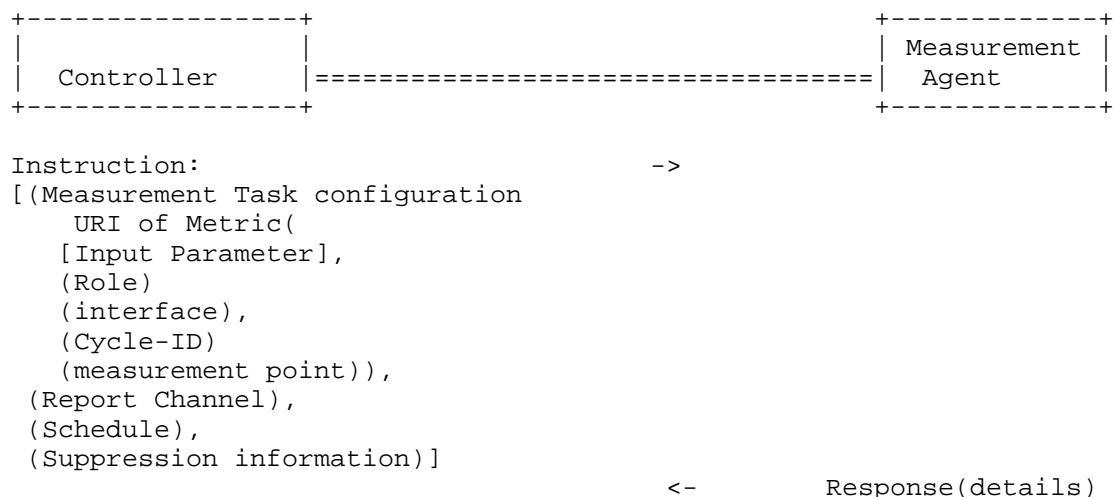 +-----------------+                                   +-------------+
|                 |                                   | Measurement |
|  Controller     |===================================|  Agent      |
+-----------------+                                   +-------------+

Instruction:                            ->
[(Measurement Task configuration
    URI of Metric(
   [Input Parameter],
   (Role)
   (interface),
   (Cycle-ID)
   (measurement point)),
 (Report Channel),
 (Schedule),
 (Suppression information)]
                                         <-       Response(details)